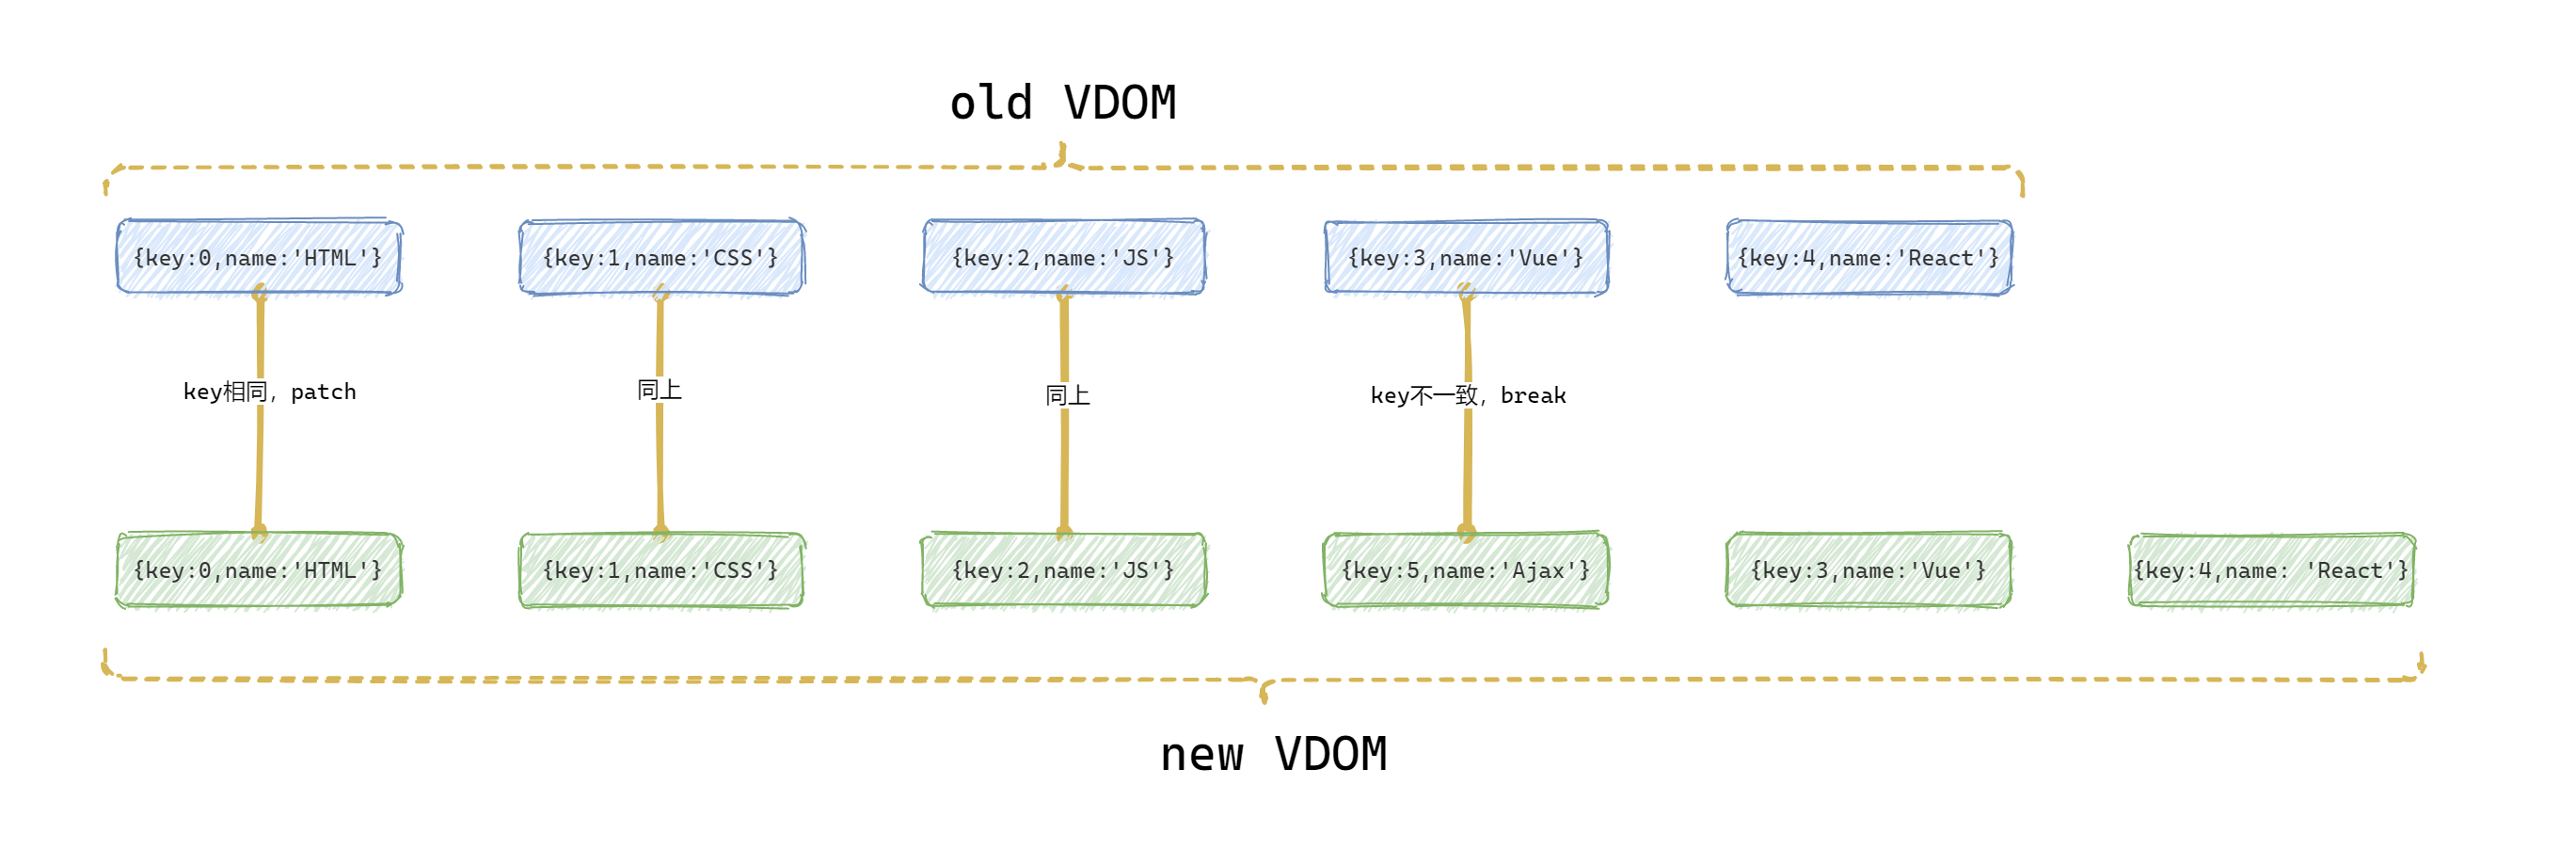 old VDOM
{key:0,name:'HTML'}
{key:1,name:'CSS'}
{key:2,name:'JS'}
{key:3,name:'Vue'}
{key:4,name:'React'}
key相同，patch
同上
同上
key不一致，break
{key:0,name:'HTML'}
{key:1,name:'CSS'}
{key:2,name:'JS'}
{key:5,name:'Ajax'}
{key:3,name:'Vue'}
{key:4,name: 'React'}
new VDOM